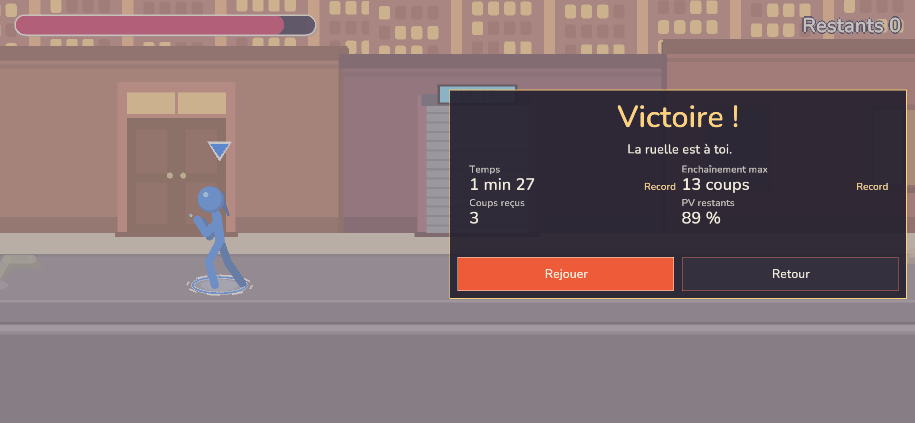 Restants 0
Victoire !
La ruelle est à toi.
Temps
1 min 27 Record
Enchaînement max
13 coups Record
Coups reçus
3
PV restants
89 %
Rejouer
Retour